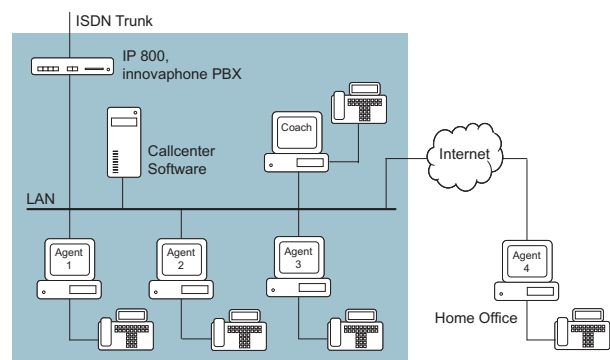 ISDN Trunk
IP 800,
innovaphone PBX
Coach
Callcenter
Software
Internet
LAN
Agent
1
Agent
2
Agent
3
Agent
4
Home Office